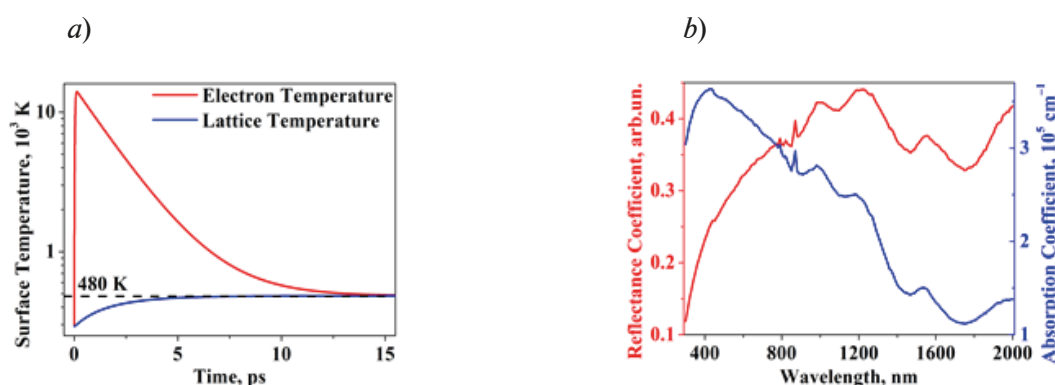 a)
b)
Surface Temperature, 10³ K
10
1
Electron Temperature
Lattice Temperature
480 K
0
5
10
15
Time, ps
Reflectance Coefficient, arb.un.
0.4
0.3
0.2
0.1
400
800
1200
1600
2000
Wavelength, nm
3
2
1
Absorption Coefficient, 10⁵ cm⁻¹